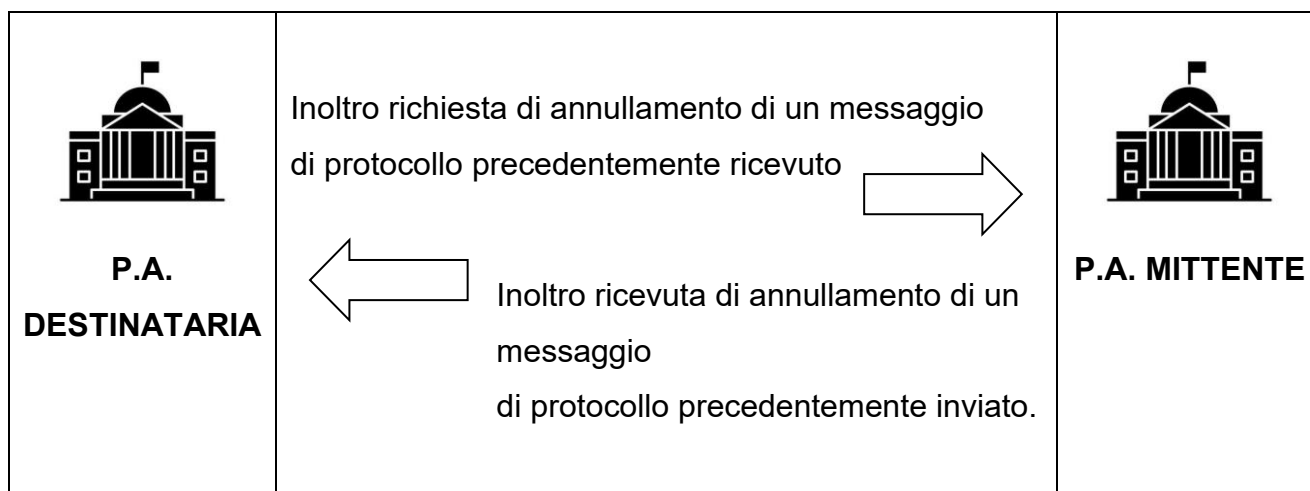 P.A.
DESTINATARIA
Inoltro richiesta di annullamento di un messaggio
di protocollo precedentemente ricevuto
Inoltro ricevuta di annullamento di un
messaggio
di protocollo precedentemente inviato.
P.A. MITTENTE